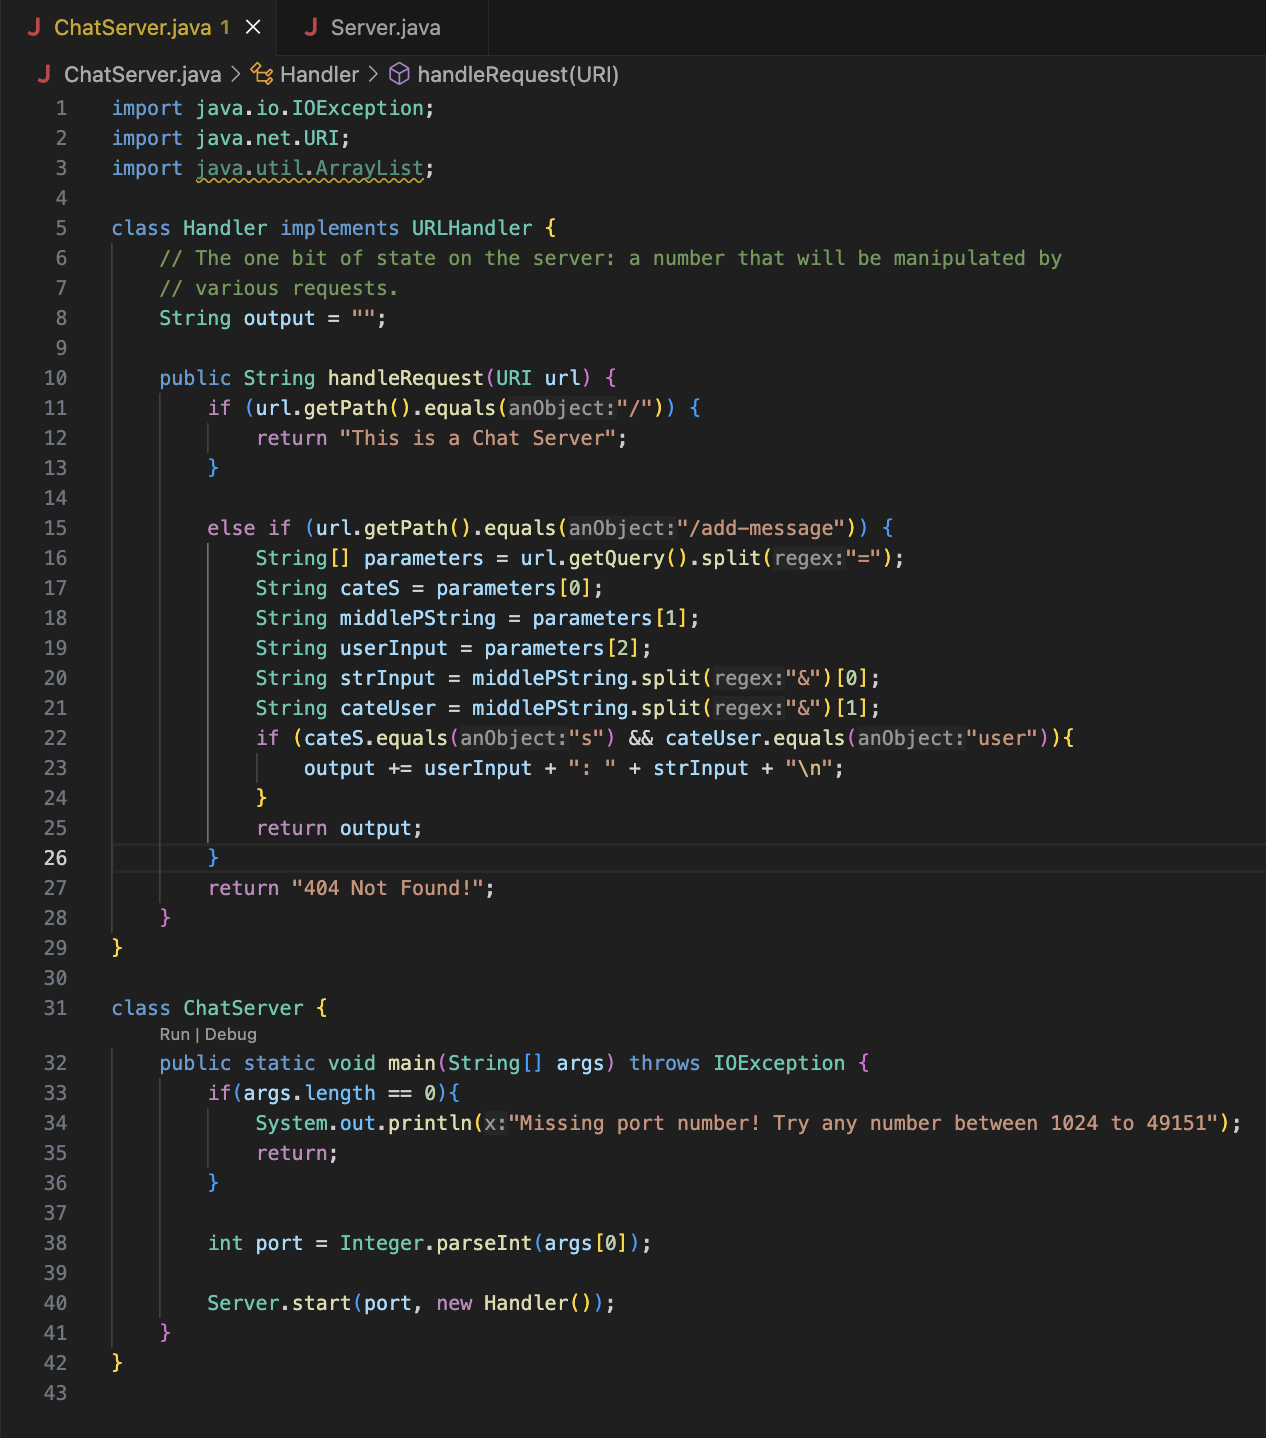 J ChatServer.java 1 × J Server.java
J ChatServer.java > Handler > handleRequest(URI)
1 import java.io.IOException;
2 import java.net.URI;
3 import java.util.ArrayList;
4
5 class Handler implements URLHandler {
6     // The one bit of state on the server: a number that will be manipulated by
7     // various requests.
8     String output = "";
9
10     public String handleRequest(URI url) {
11         if (url.getPath().equals(anObject:"/")) {
12             return "This is a Chat Server";
13         }
14
15         else if (url.getPath().equals(anObject:"/add-message")) {
16             String[] parameters = url.getQuery().split(regex:"=");
17             String cateS = parameters[0];
18             String middlePString = parameters[1];
19             String userInput = parameters[2];
20             String strInput = middlePString.split(regex:"&")[0];
21             String cateUser = middlePString.split(regex:"&")[1];
22             if (cateS.equals(anObject:"s") && cateUser.equals(anObject:"user")){
23                 output += userInput + ": " + strInput + "\n";
24             }
25             return output;
26         }
27         return "404 Not Found!";
28     }
29 }
30
31 class ChatServer {
Run | Debug
32     public static void main(String[] args) throws IOException {
33         if(args.length == 0){
34             System.out.println(x:"Missing port number! Try any number between 1024 to 49151");
35             return;
36         }
37
38         int port = Integer.parseInt(args[0]);
39
40         Server.start(port, new Handler());
41     }
42 }
43